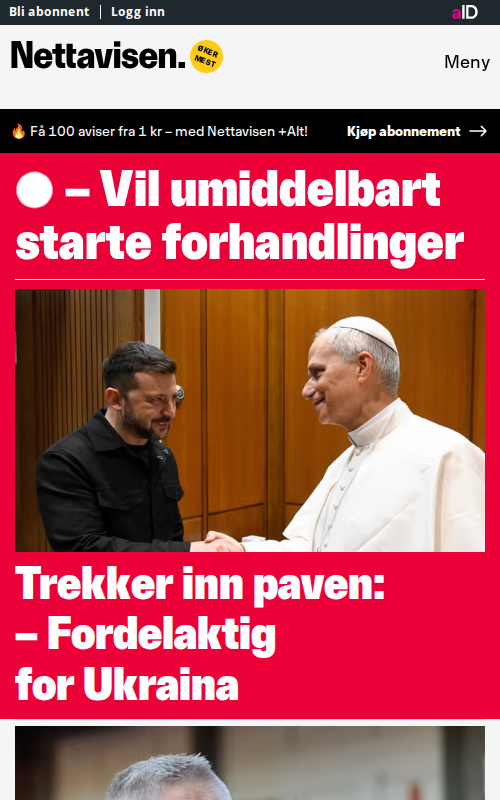 Bli abonnent | Logg inn
aID
Nettavisen.
ØKER
MEST
Meny
🔥 Få 100 aviser fra 1 kr – med Nettavisen +Alt!
Kjøp abonnement →
– Vil umiddelbart
starte forhandlinger
Trekker inn paven:
– Fordelaktig
for Ukraina